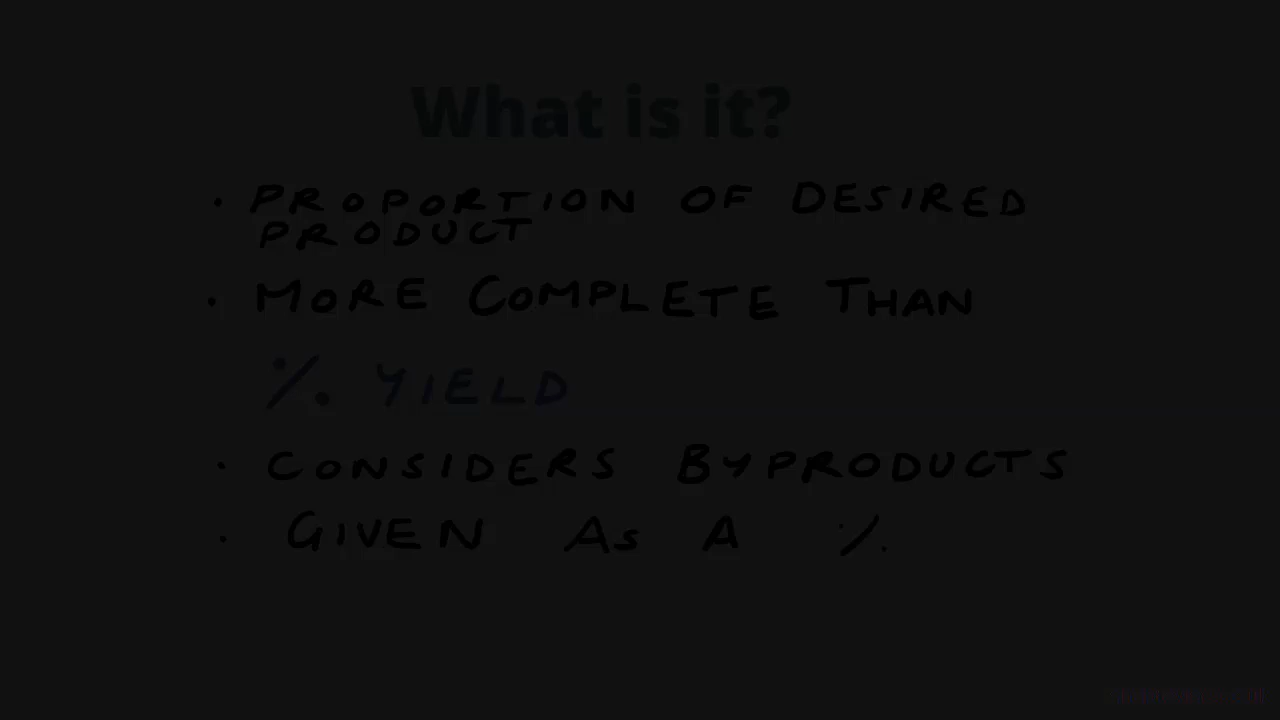 What is it?
• PROPORTION OF DESIRED
PRODUCT
• MORE COMPLETE THAN
% YIELD
• CONSIDERS BYPRODUCTS
• GIVEN AS A %